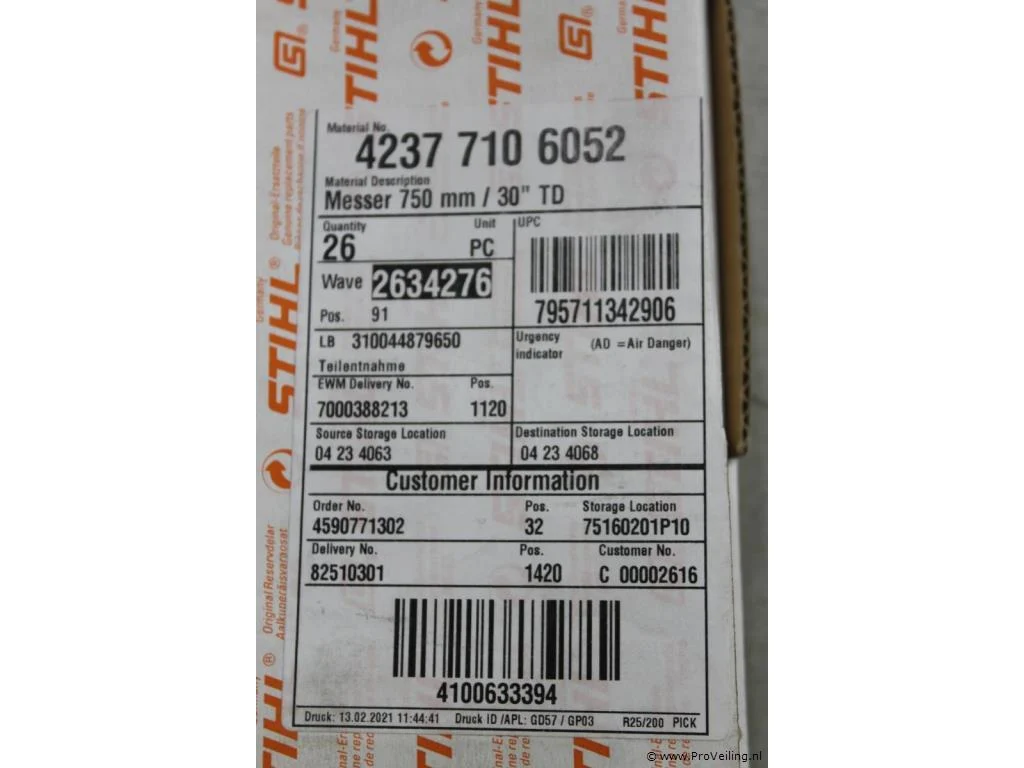 Material No.
4237 710 6052
Material Description
Messer 750 mm / 30" TD
Quantity Unit UPC
26 PC
795711342906
Wave 2634276
Pos. 91
LB 310044879650
Teilentnahme
Urgency indicator (AD =Air Danger)
EWM Delivery No. Pos.
7000388213 1120
Source Storage Location Destination Storage Location
04 23 4063 04 23 4068
Customer Information
Order No. Pos. Storage Location
4590771302 32 75160201P10
Delivery No. Pos. Customer No.
82510301 1420 C 00002616
4100633394
Druck: 13.02.2021 11:44:41 Druck ID /APL: GD57 / GP03 R25/200 PICK
STIHL
STIHL
STIHL
Germany
Original-Ersatzteile
Genuine replacement parts
STIHL®
Germany
Original Reservdelar
Alkuperäisvaraosat
STIHL®
© www.ProVeiling.nl